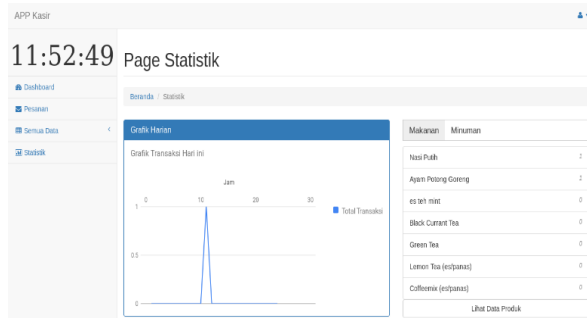 APP Kasir
11:52:49
Page Statistik
Dashboard
Pesanan
Semua Data
Statistik
Beranda / Statistik
Grafik Harian
Grafik Transaksi Hari ini
Jam
0 10 20 30
1
0.5
0
Total Transaksi
Makanan Minuman
Nasi Putih
Ayam Potong Goreng
es teh mint 0
Black Currant Tea 0
Green Tea 0
Lemon Tea (es/panas) 0
Coffeemix (es/panas) 0
Lihat Data Produk